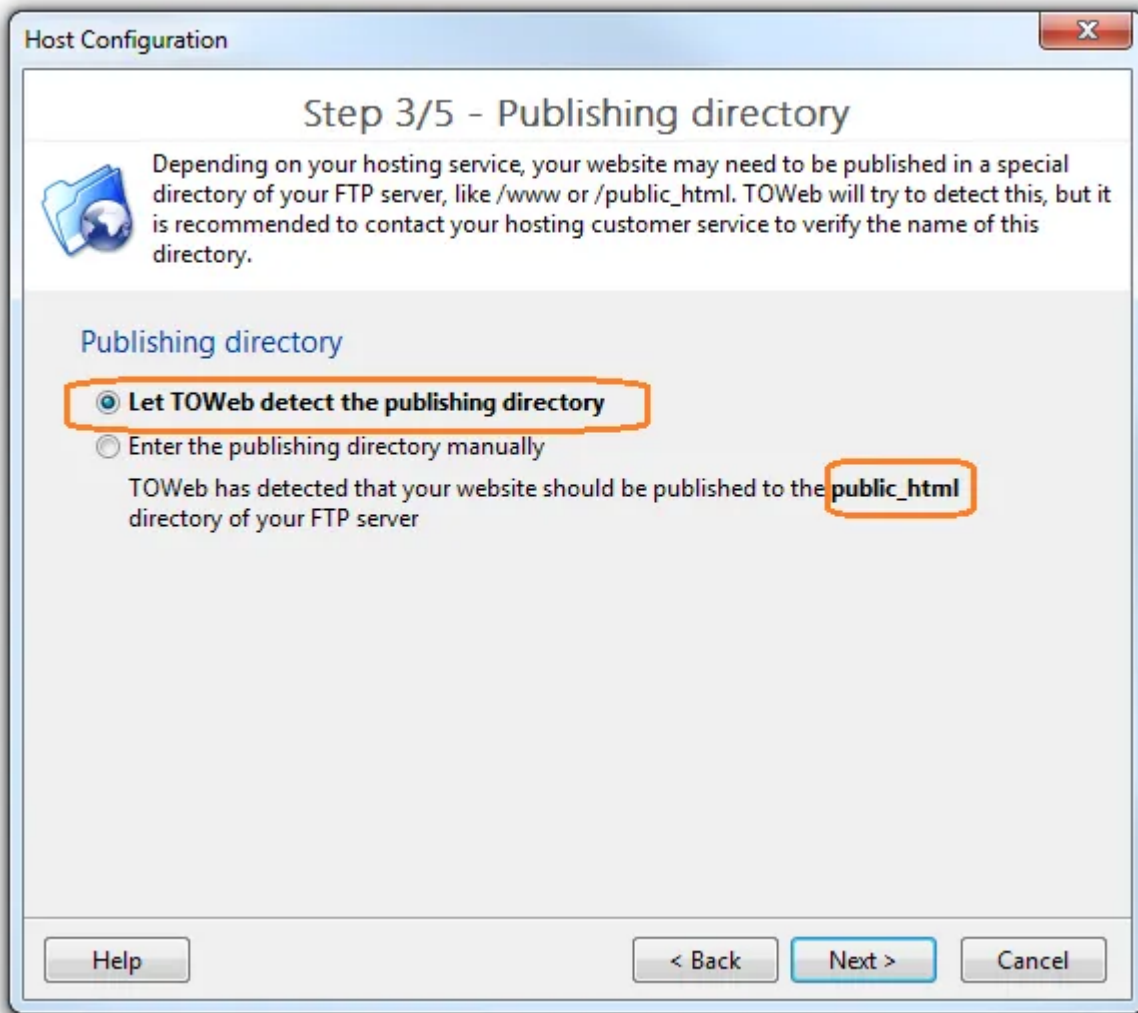 Host Configuration
Step 3/5 - Publishing directory
Depending on your hosting service, your website may need to be published in a special
directory of your FTP server, like /www or /public_html. TOWeb will try to detect this, but it
is recommended to contact your hosting customer service to verify the name of this
directory.
Publishing directory
Let TOWeb detect the publishing directory
Enter the publishing directory manually
TOWeb has detected that your website should be published to the public_html
directory of your FTP server
Help
< Back
Next >
Cancel